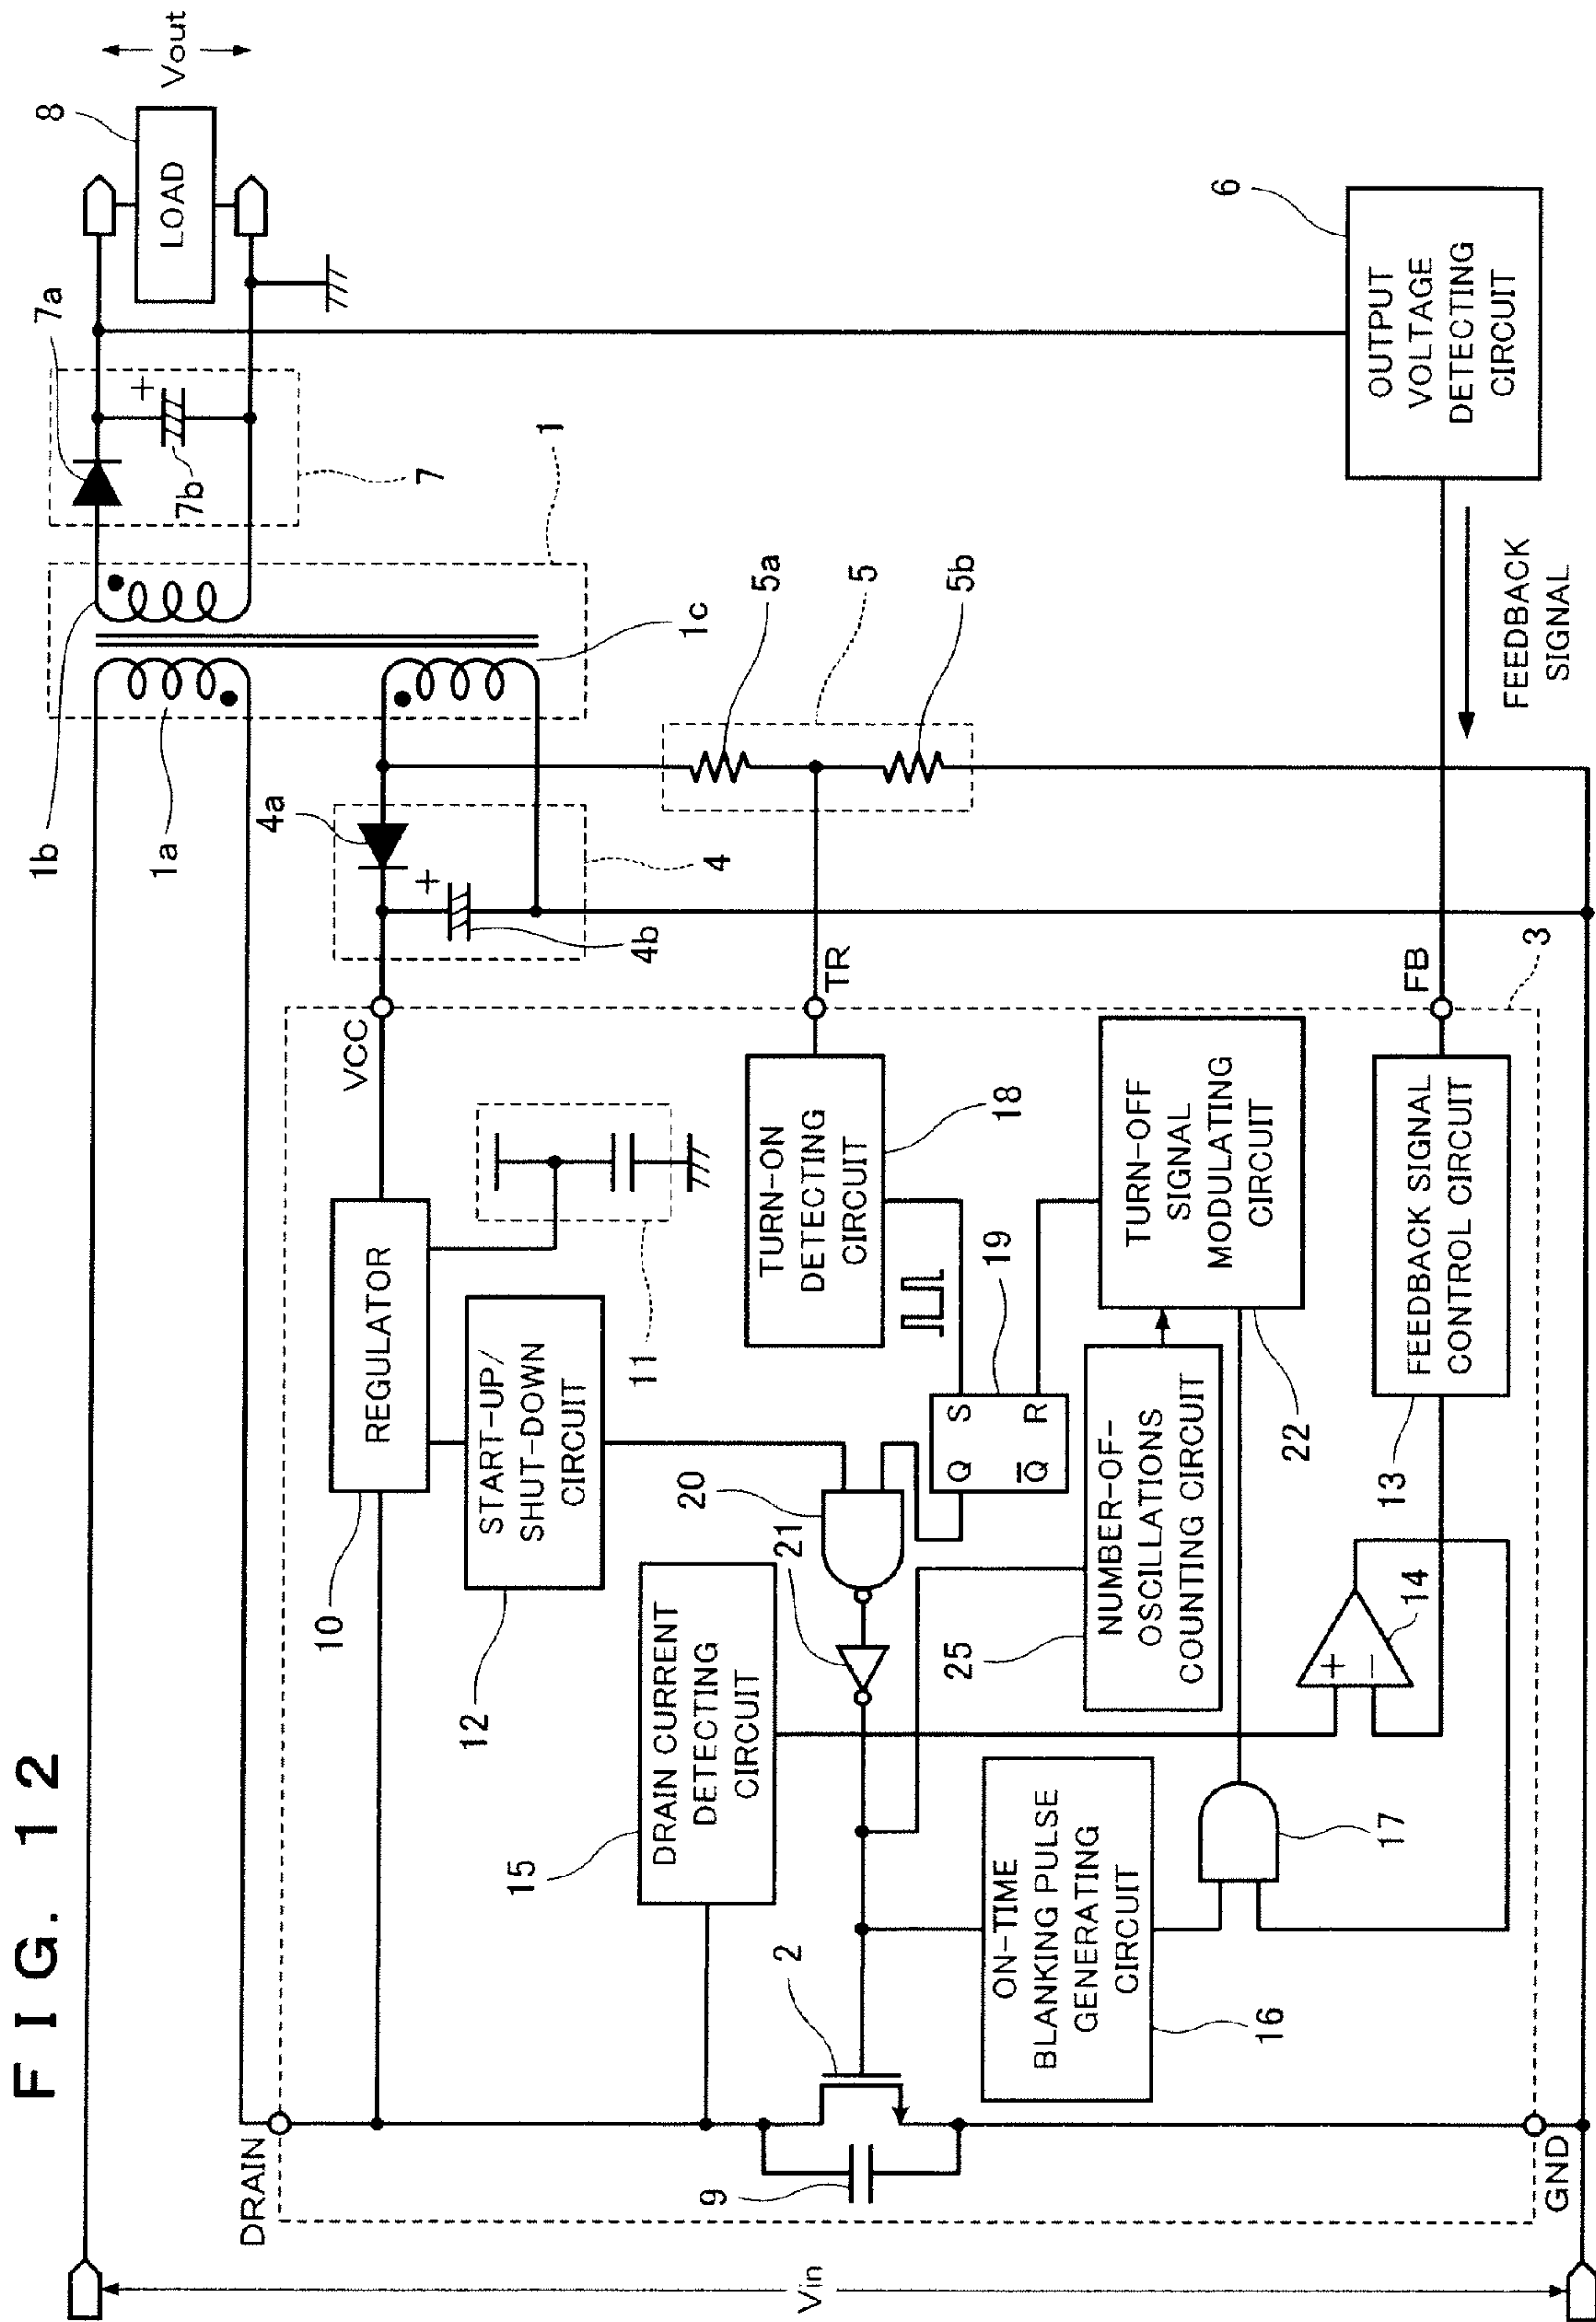 FIG. 12
Vin
DRAIN
GND
9
2
10
REGULATOR
VCC
12
START-UP/
SHUT-DOWN
CIRCUIT
11
15
DRAIN CURRENT
DETECTING
CIRCUIT
21
20
16
ON-TIME
BLANKING PULSE
GENERATING
CIRCUIT
TURN-ON
DETECTING
CIRCUIT
18
TR
19
S
R
Q
Q̅
25
NUMBER-OF-
OSCILLATIONS
COUNTING CIRCUIT
TURN-OFF
SIGNAL
MODULATING
CIRCUIT
22
17
14
+
−
13
FEEDBACK SIGNAL
CONTROL CIRCUIT
FB
3
1b
1a
4a
+
4b
4
1c
1
5a
5
5b
7a
+
7b
7
8
LOAD
Vout
6
OUTPUT
VOLTAGE
DETECTING
CIRCUIT
FEEDBACK
SIGNAL